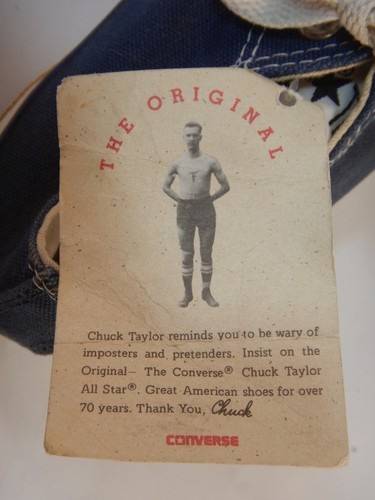 THE ORIGINAL
Chuck Taylor reminds you to be wary of
imposters and pretenders. Insist on the
Original— The Converse® Chuck Taylor
All Star®. Great American shoes for over
70 years. Thank You, Chuck
CONVERSE